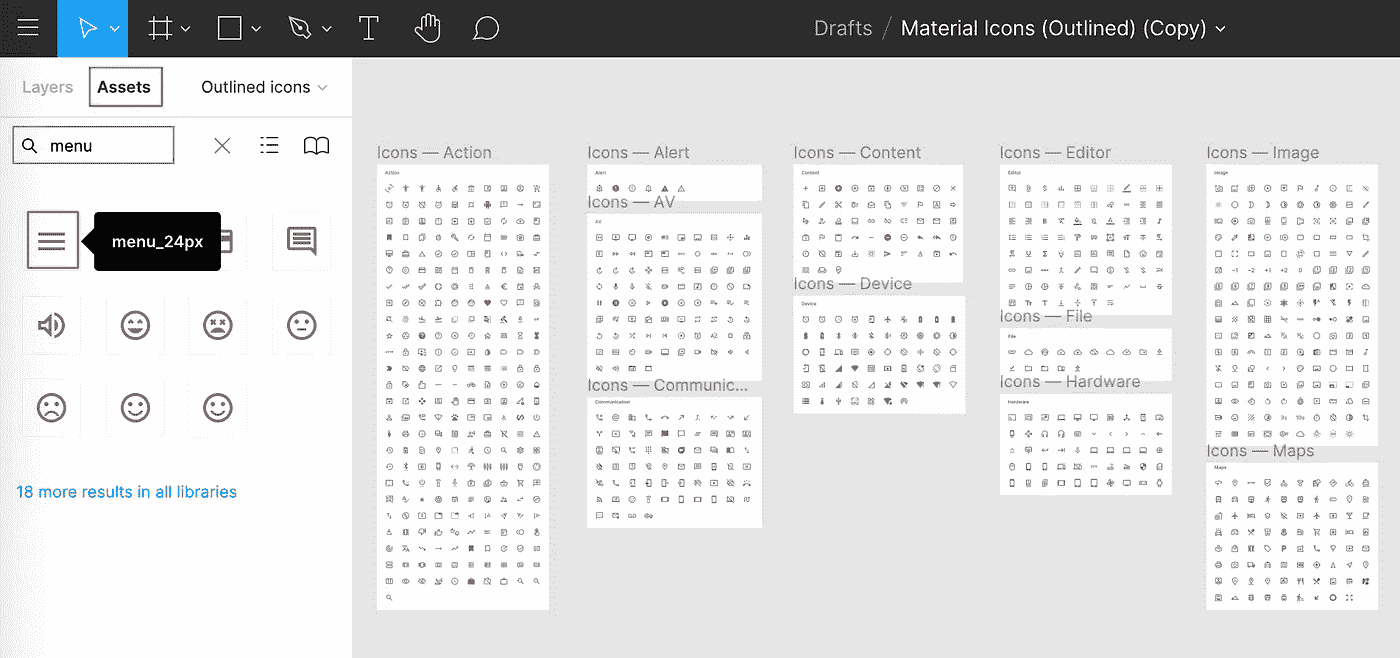 Drafts / Material Icons (Outlined) (Copy)
Layers Assets Outlined icons
menu
menu_24px
18 more results in all libraries
Icons — Action
Action
Icons — Alert
Alert
Icons — AV
AV
Icons — Communic...
Communication
Icons — Content
Content
Icons — Device
Device
Icons — Editor
Editor
Icons — File
File
Icons — Hardware
Hardware
Icons — Image
Image
Icons — Maps
Maps